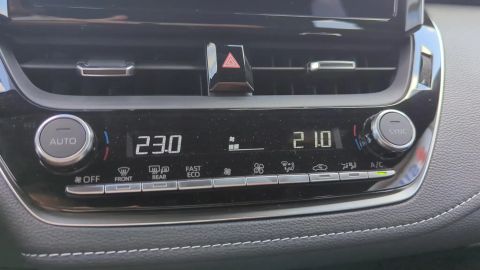 AUTO
23.0
21.0
SYNC
OFF
FRONT
REAR
FAST
ECO
A/C